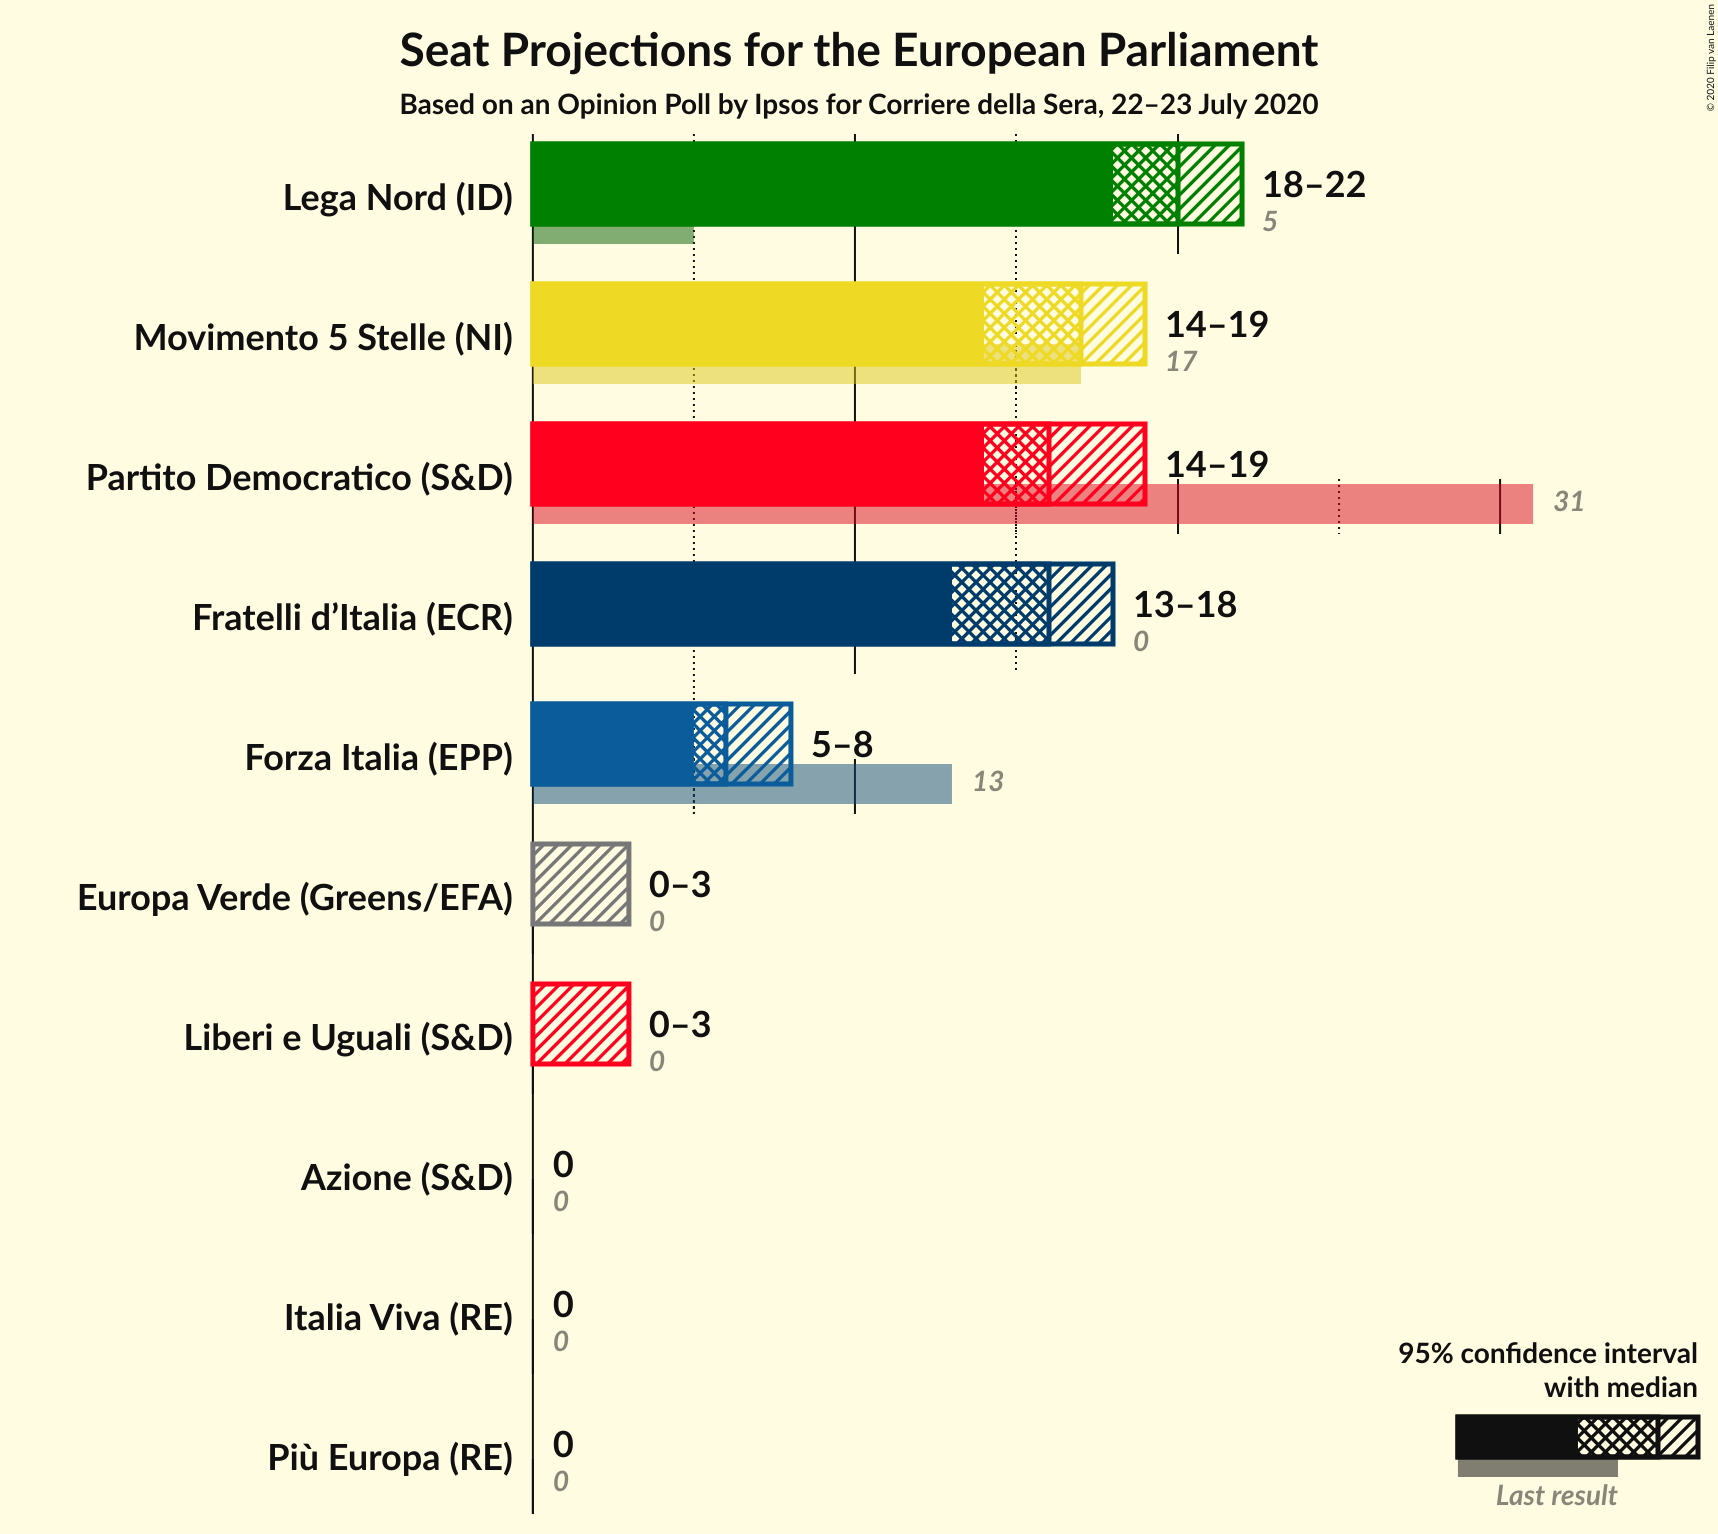 Seat Projections for the European Parliament
Based on an Opinion Poll by Ipsos for Corriere della Sera, 22–23 July 2020
© 2020 Filip van Laenen
Lega Nord (ID)
18–22
5
Movimento 5 Stelle (NI)
14–19
17
Partito Democratico (S&D)
14–19
31
Fratelli d’Italia (ECR)
13–18
0
Forza Italia (EPP)
5–8
13
Europa Verde (Greens/EFA)
0–3
0
Liberi e Uguali (S&D)
0–3
0
Azione (S&D)
0
0
Italia Viva (RE)
0
0
Più Europa (RE)
0
0
95% confidence interval
with median
Last result